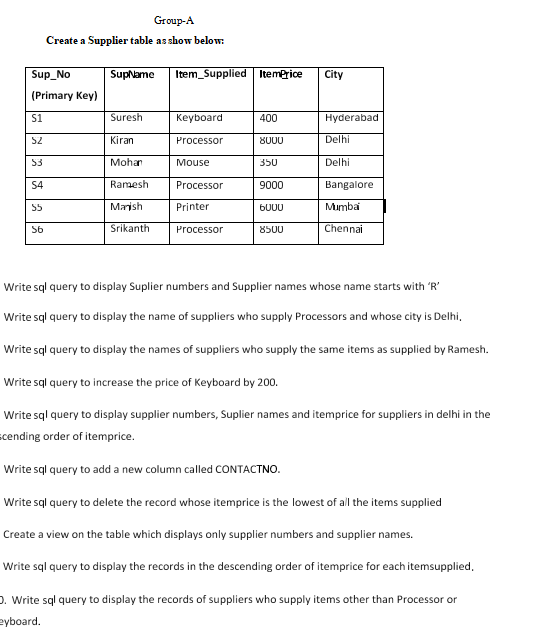 Group-A
Create a Supplier table as show below:
Sup_No SupName Item_Supplied ItemPrice City
(Primary Key)
S1 Suresh Keyboard 400 Hyderabad
S2 Kiran Processor 8000 Delhi
S3 Mohan Mouse 350 Delhi
S4 Ramesh Processor 9000 Bangalore
S5 Manish Printer 6000 Mumbai
S6 Srikanth Processor 8500 Chennai
Write sql query to display Suplier numbers and Supplier names whose name starts with ‘R’
Write sql query to display the name of suppliers who supply Processors and whose city is Delhi.
Write sql query to display the names of suppliers who supply the same items as supplied by Ramesh.
Write sql query to increase the price of Keyboard by 200.
Write sql query to display supplier numbers, Suplier names and itemprice for suppliers in delhi in the
scending order of itemprice.
Write sql query to add a new column called CONTACTNO.
Write sql query to delete the record whose itemprice is the lowest of all the items supplied
Create a view on the table which displays only supplier numbers and supplier names.
Write sql query to display the records in the descending order of itemprice for each itemsupplied.
0. Write sql query to display the records of suppliers who supply items other than Processor or
eyboard.